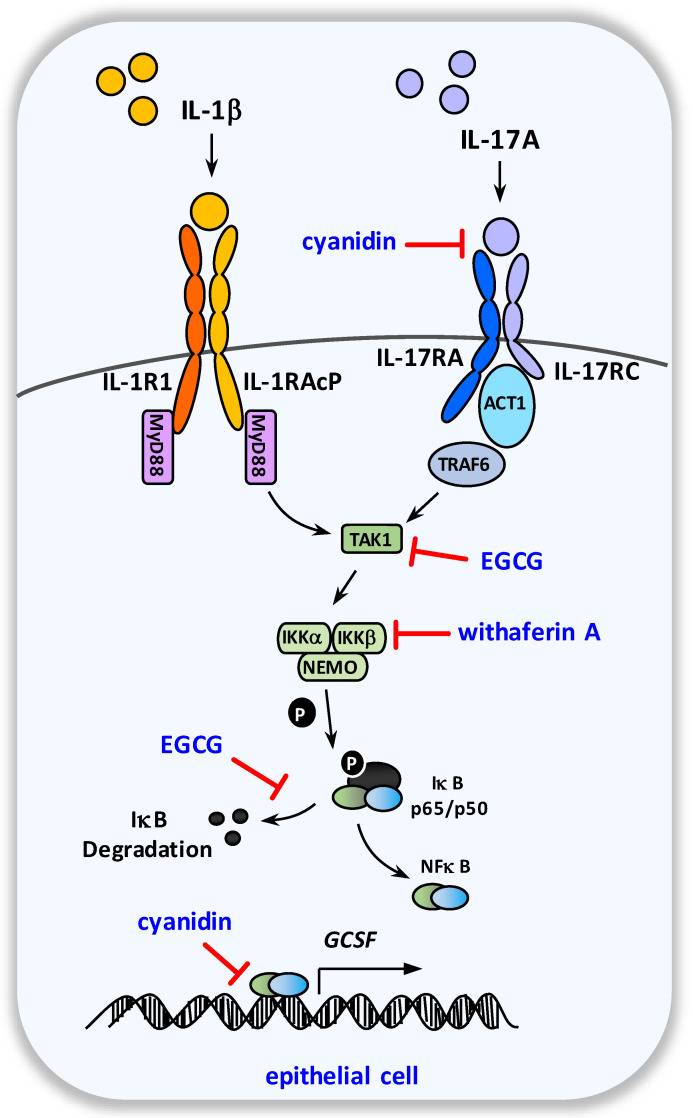 IL-1β
IL-17A
cyanidin
IL-17RA
IL-17RC
IL-1R1
IL-1RAcP
ACT1
MyD88
MyD88
TRAF6
TAK1
EGCG
IKKα
IKKβ
withaferin A
NEMO
P
EGCG
P
Iκ B
p65/p50
IκB
Degradation
NFκ B
cyanidin
GCSF
epithelial cell